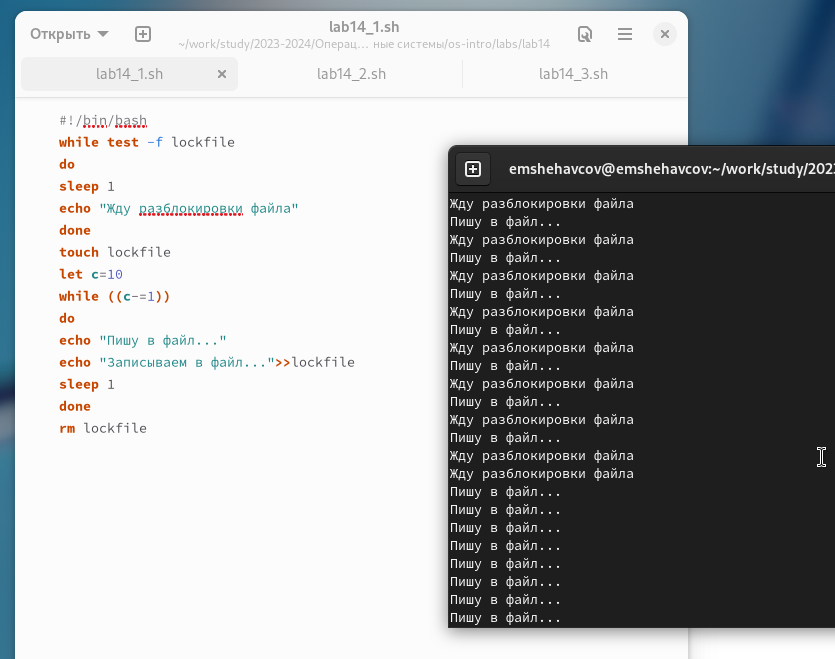 Открыть
lab14_1.sh
~/work/study/2023-2024/Операц... ные системы/os-intro/labs/lab14
lab14_1.sh
lab14_2.sh
lab14_3.sh
#!/bin/bash
while test -f lockfile
do
sleep 1
echo "Жду разблокировки файла"
done
touch lockfile
let c=10
while ((c-=1))
do
echo "Пишу в файл..."
echo "Записываем в файл...">>lockfile
sleep 1
done
rm lockfile
emshehavcov@emshehavcov:~/work/study/202
Жду разблокировки файла
Пишу в файл...
Жду разблокировки файла
Пишу в файл...
Жду разблокировки файла
Пишу в файл...
Жду разблокировки файла
Пишу в файл...
Жду разблокировки файла
Пишу в файл...
Жду разблокировки файла
Пишу в файл...
Жду разблокировки файла
Пишу в файл...
Жду разблокировки файла
Жду разблокировки файла
Пишу в файл...
Пишу в файл...
Пишу в файл...
Пишу в файл...
Пишу в файл...
Пишу в файл...
Пишу в файл...
Пишу в файл...